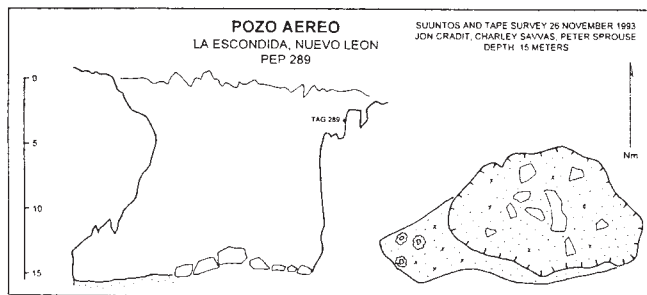 POZO AEREO
LA ESCONDIDA, NUEVO LEON
PEP 289
SUUNTOS AND TAPE SURVEY 26 NOVEMBER 1993
JON CRADIT, CHARLEY SAVVAS, PETER SPROUSE
DEPTH 15 METERS
0
5
10
15
TAG 289
Nm